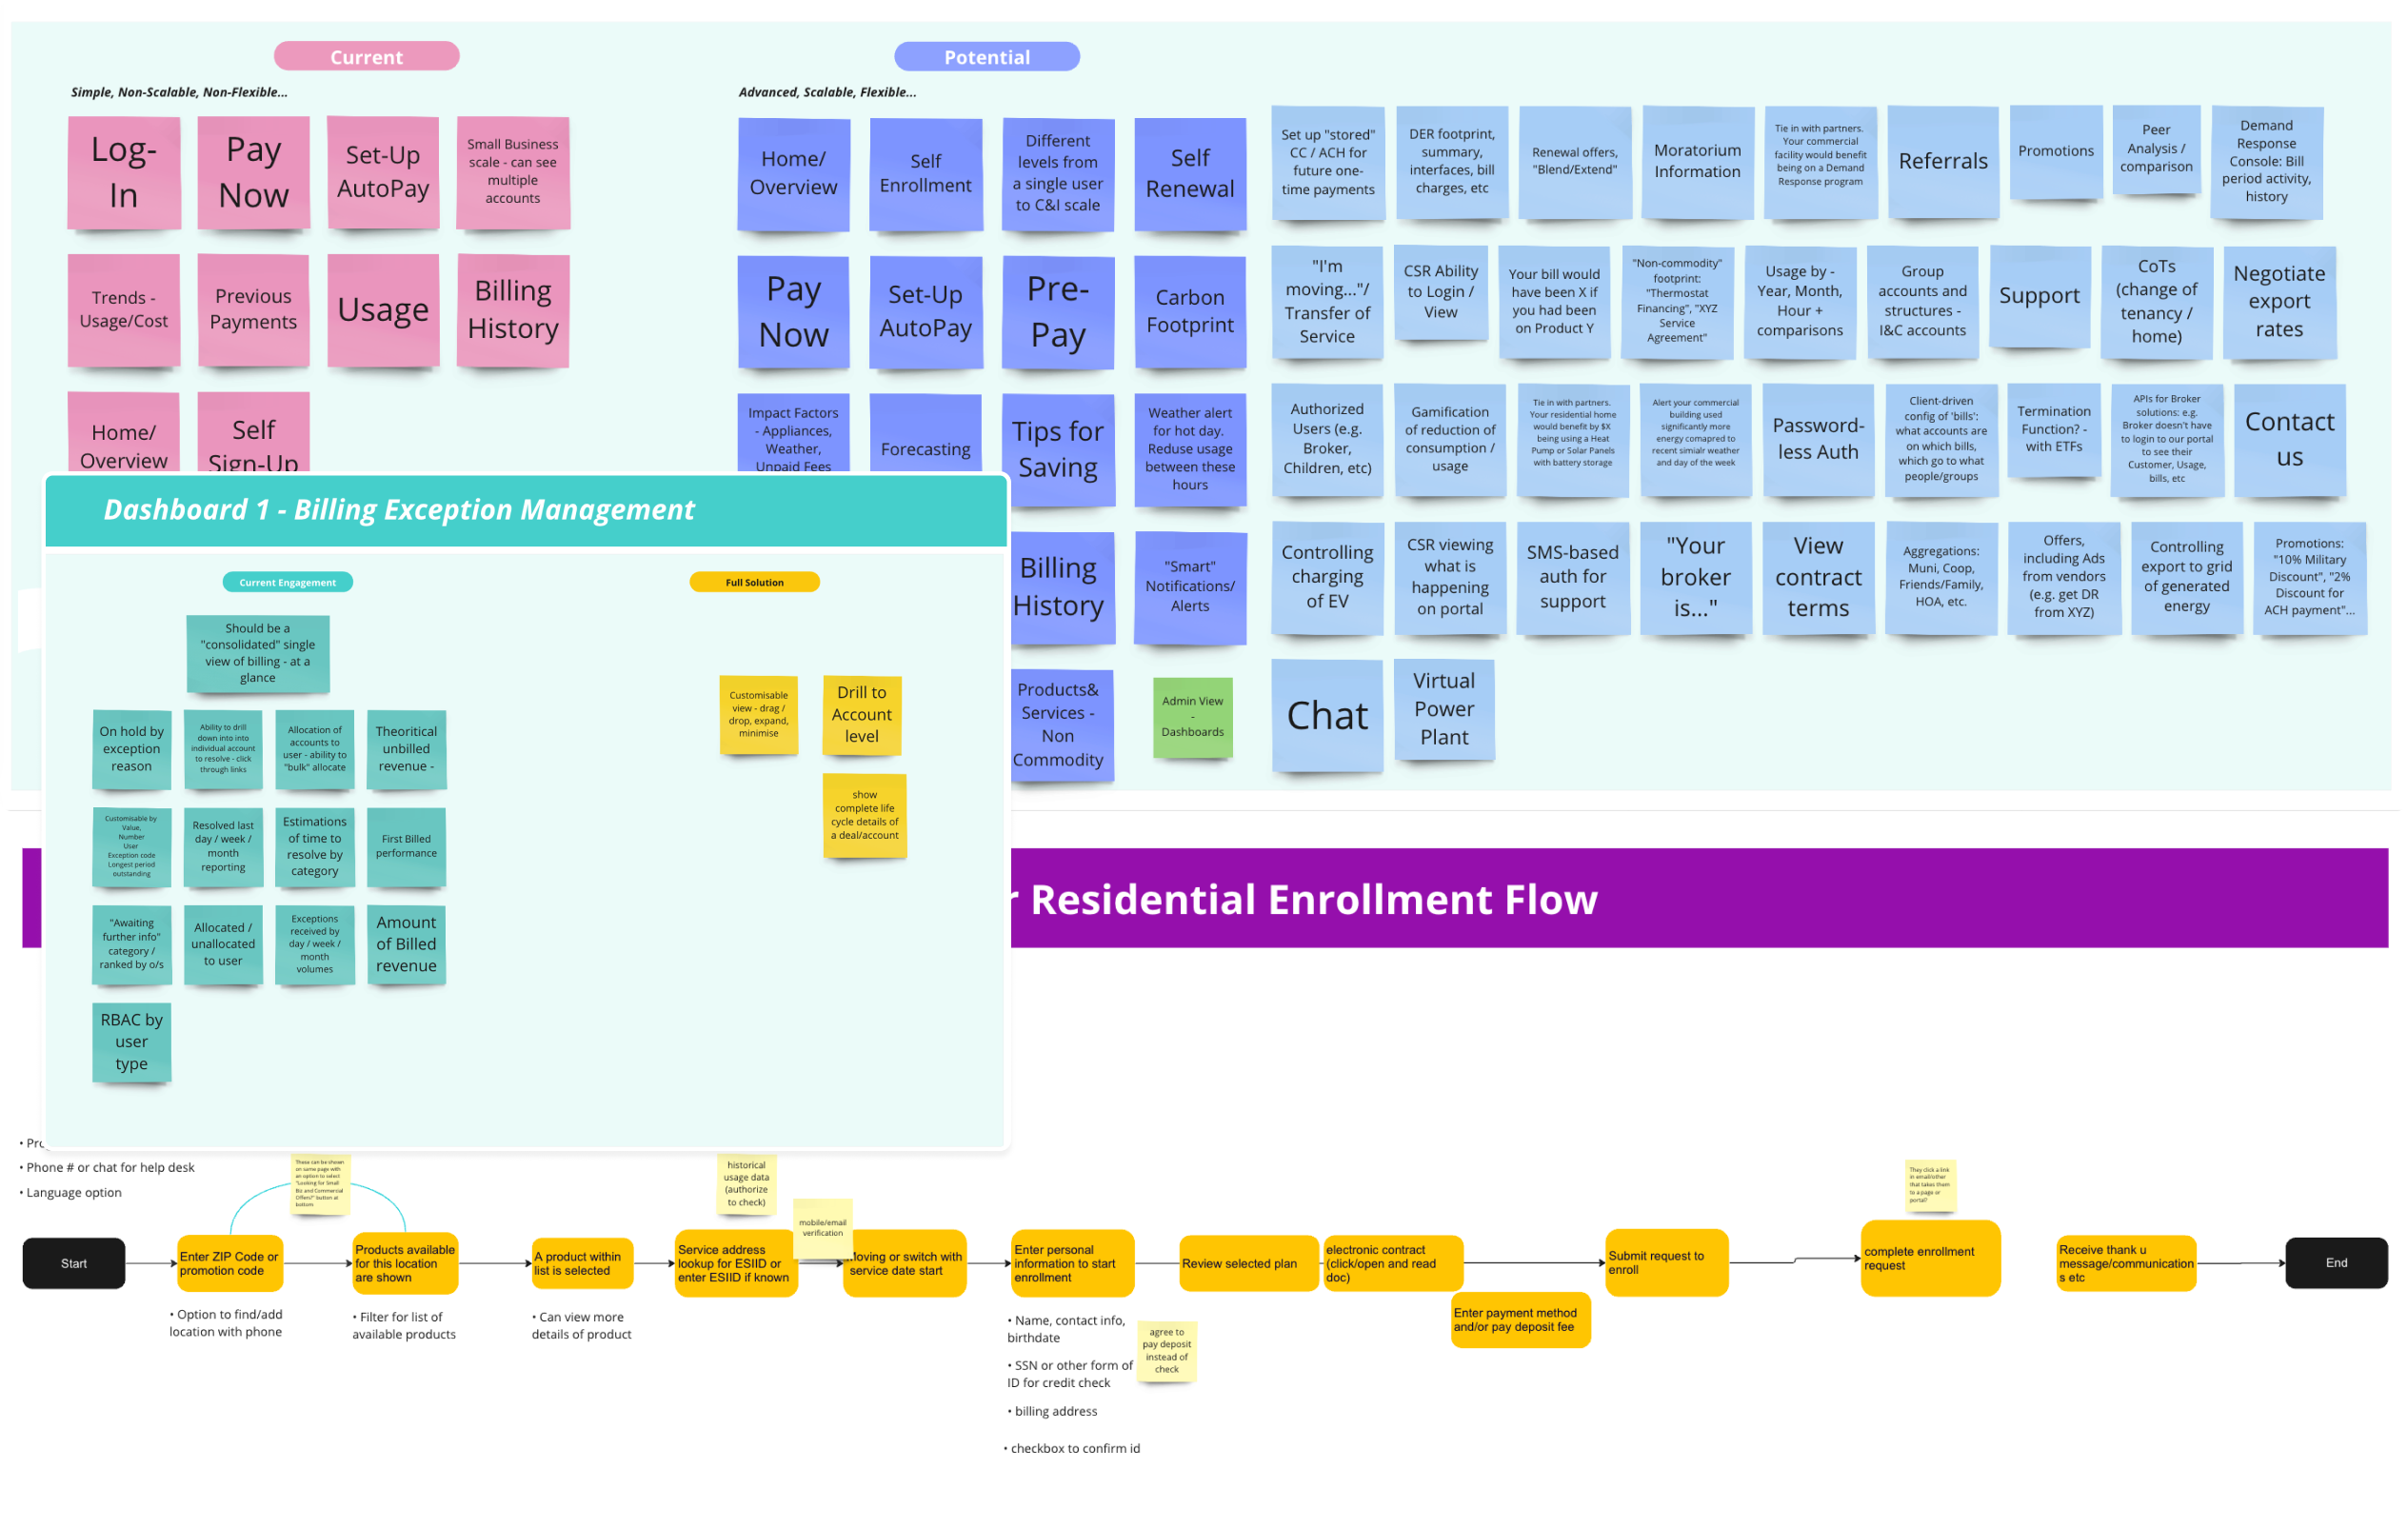 Current
Simple, Non-Scalable, Non-Flexible...
Log-
In
Pay
Now
Set-Up
AutoPay
Small Business
scale - can see
multiple
accounts
Trends -
Usage/Cost
Previous
Payments
Usage
Billing
History
Home/
Overview
Self
Sign-Up
Potential
Advanced, Scalable, Flexible...
Home/
Overview
Self
Enrollment
Different
levels from
a single user
to C&I scale
Self
Renewal
Pay
Now
Set-Up
AutoPay
Pre-
Pay
Carbon
Footprint
Impact Factors
- Appliances,
Weather,
Unpaid Fees
Forecasting
Tips for
Saving
Weather alert
for hot day.
Reduse usage
between these
hours
Billing
History
"Smart"
Notifications/
Alerts
Products&
Services -
Non
Commodity
Admin View
-
Dashboards
Set up "stored"
CC / ACH for
future one-
time payments
DER footprint,
summary,
interfaces, bill
charges, etc
Renewal offers,
"Blend/Extend"
Moratorium
Information
Tie in with partners.
Your commercial
facility would benefit
being on a Demand
Response program
Referrals
Promotions
Peer
Analysis /
comparison
Demand
Response
Console: Bill
period activity,
history
"I'm
moving..."/
Transfer of
Service
CSR Ability
to Login /
View
Your bill would
have been X if
you had been
on Product Y
"Non-commodity"
footprint:
"Thermostat
Financing", "XYZ
Service
Agreement"
Usage by -
Year, Month,
Hour +
comparisons
Group
accounts and
structures -
I&C accounts
Support
CoTs
(change of
tenancy /
home)
Negotiate
export
rates
Authorized
Users (e.g.
Broker,
Children, etc)
Gamification
of reduction of
consumption /
usage
Tie in with partners.
Your residential home
would benefit by $X
being using a Heat
Pump or Solar Panels
with battery storage
Alert your commercial
building used
significantly more
energy comapred to
recent simialr weather
and day of the week
Password-
less Auth
Client-driven
config of 'bills':
what accounts are
on which bills,
which go to what
people/groups
Termination
Function? -
with ETFs
APIs for Broker
solutions: e.g.
Broker doesn't have
to login to our portal
to see their
Customer, Usage,
bills, etc
Contact
us
Controlling
charging
of EV
CSR viewing
what is
happening
on portal
SMS-based
auth for
support
"Your
broker
is..."
View
contract
terms
Aggregations:
Muni, Coop,
Friends/Family,
HOA, etc.
Offers,
including Ads
from vendors
(e.g. get DR
from XYZ)
Controlling
export to grid
of generated
energy
Promotions:
"10% Military
Discount", "2%
Discount for
ACH payment"...
Chat
Virtual
Power
Plant
Dashboard 1 - Billing Exception Management
Current Engagement
Should be a
"consolidated" single
view of billing - at a
glance
On hold by
exception
reason
Ability to drill
down into into
individual account
to resolve - click
through links
Allocation of
accounts to
user - ability to
"bulk" allocate
Theoritical
unbilled
revenue -
Customisable by
Value,
Number
User
Exception code
Longest period
outstanding
Resolved last
day / week /
month
reporting
Estimations
of time to
resolve by
category
First Billed
performance
"Awaiting
further info"
category /
ranked by o/s
Allocated /
unallocated
to user
Exceptions
received by
day / week /
month
volumes
Amount
of Billed
revenue
RBAC by
user
type
Full Solution
Customisable
view - drag /
drop, expand,
minimise
Drill to
Account
level
show
complete life
cycle details of
a deal/account
r Residential Enrollment Flow
• Phone # or chat for help desk
• Language option
These can be shown
on same page with
an option to select
"Looking for Small
Biz and Commercial
Offers?" button at
bottom
historical
usage data
(authorize
to check)
mobile/email
verification
They click a link
in email/other
that takes them
to a page or
portal?
Start
Enter ZIP Code or
promotion code
• Option to find/add
location with phone
Products available
for this location
are shown
• Filter for list of
available products
A product within
list is selected
• Can view more
details of product
Service address
lookup for ESIID or
enter ESIID if known
Moving or switch with
service date start
Enter personal
information to start
enrollment
• Name, contact info,
birthdate
• SSN or other form of
ID for credit check
• billing address
• checkbox to confirm id
agree to
pay deposit
instead of
check
Review selected plan
electronic contract
(click/open and read
doc)
Enter payment method
and/or pay deposit fee
Submit request to
enroll
complete enrollment
request
Receive thank u
message/communication
s etc
End